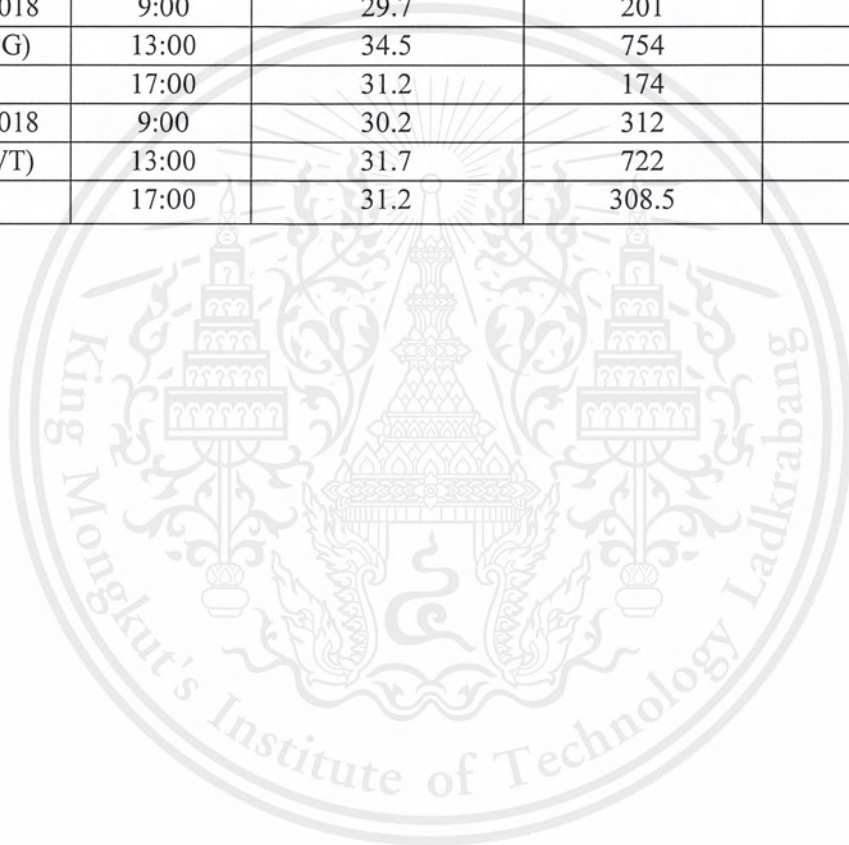 018 9:00 29.7 201
G) 13:00 34.5 754
17:00 31.2 174
018 9:00 30.2 312
VT) 13:00 31.7 722
17:00 31.2 308.5
King Mongkut's Institute of Technology Ladkrabang